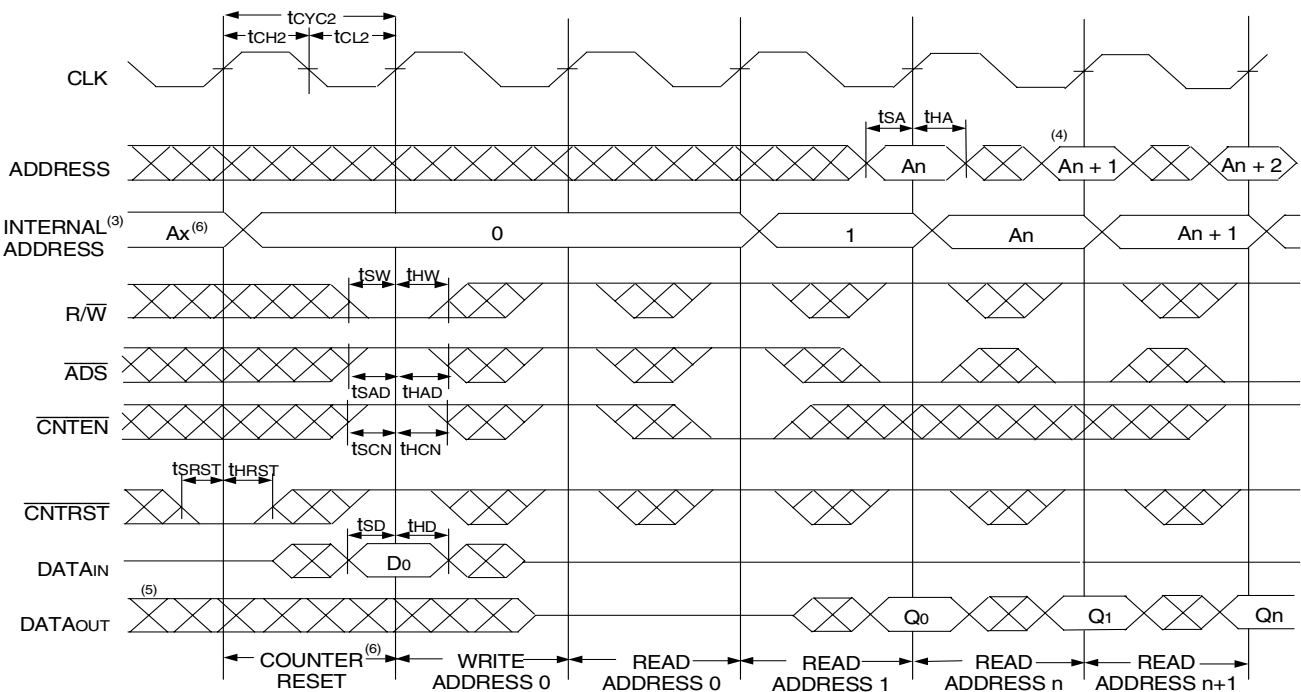 tCYC2
tCH2 tCL2
CLK
tSA tHA
(4)
ADDRESS An An + 1 An + 2
INTERNAL(3) ADDRESS Ax(6) 0 1 An An + 1
tSW tHW
R/W
ADS
tSAD tHAD
CNTEN
tSCN tHCN
tSRST tHRST
CNTRST
tSD tHD
DATAIN D0
(5)
DATAOUT Q0 Q1 Qn
COUNTER(6) RESET
WRITE ADDRESS 0
READ ADDRESS 0
READ ADDRESS 1
READ ADDRESS n
READ ADDRESS n+1